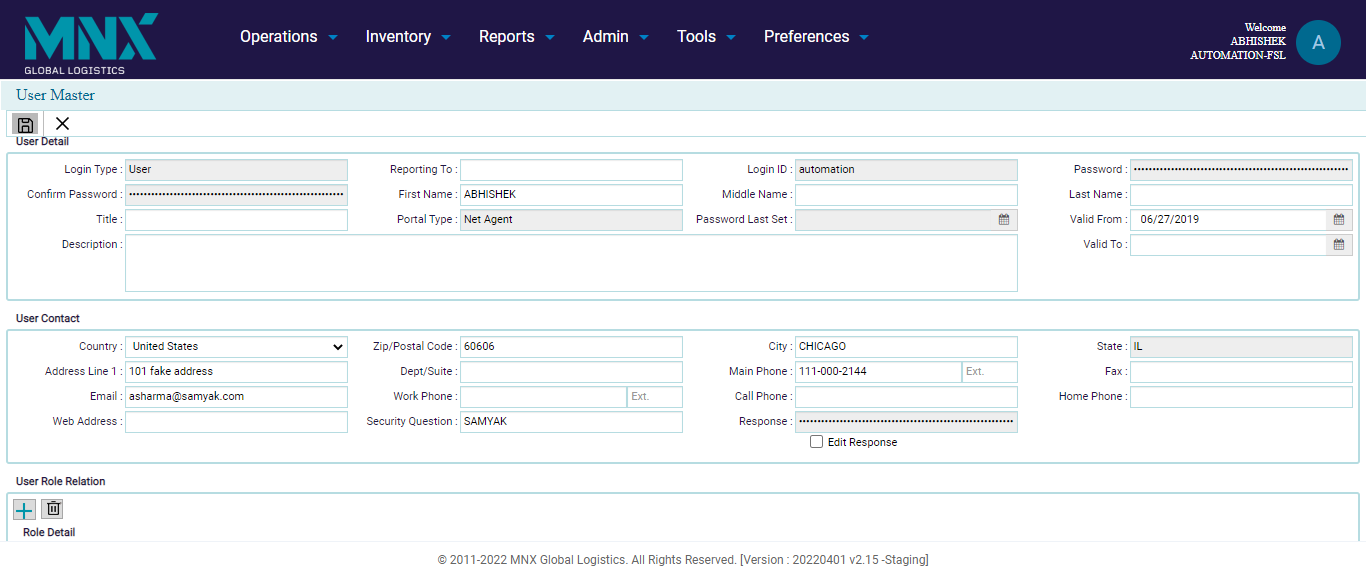 MNX
GLOBAL LOGISTICS
Operations Inventory Reports Admin Tools Preferences
Welcome
ABHISHEK
AUTOMATION-FSL
A
User Master
User Detail
Login Type : User Reporting To : Login ID : automation Password : 
Confirm Password : First Name : ABHISHEK Middle Name : Last Name :
Title : Portal Type : Net Agent Password Last Set : Valid From : 06/27/2019
Description : Valid To :
User Contact
Country : United States Zip/Postal Code : 60606 City : CHICAGO State : IL
Address Line 1 : 101 fake address Dept/Suite : Main Phone : 111-000-2144 Ext. Fax :
Email : asharma@samyak.com Work Phone : Ext. Call Phone : Home Phone :
Web Address : Security Question : SAMYAK Response :
Edit Response
User Role Relation
Role Detail
© 2011-2022 MNX Global Logistics. All Rights Reserved. [Version : 20220401 v2.15 -Staging]